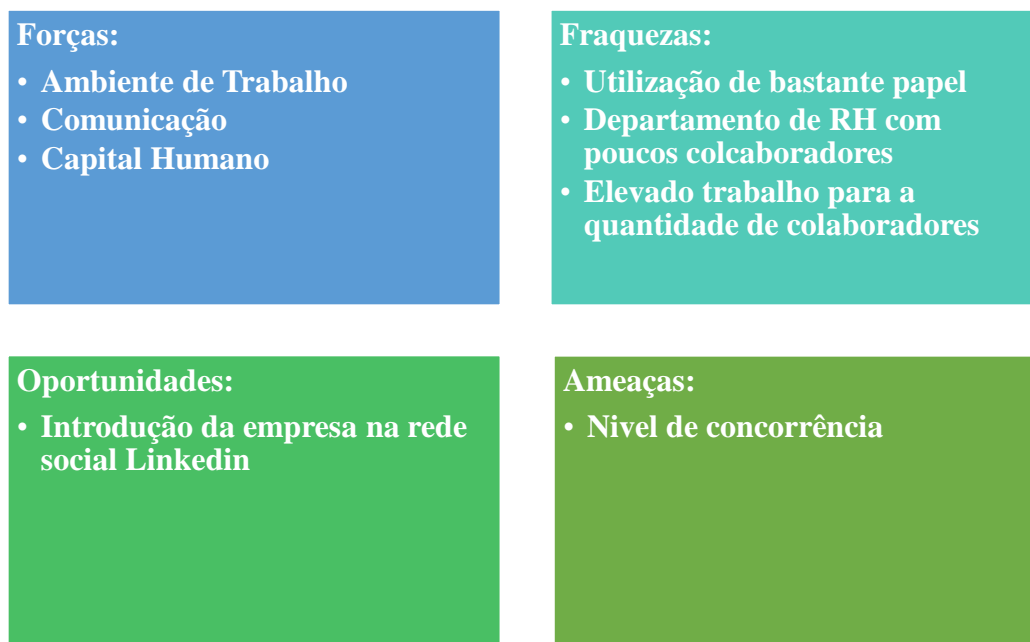 Forças:
• Ambiente de Trabalho
• Comunicação
• Capital Humano
Fraquezas:
• Utilização de bastante papel
• Departamento de RH com
poucos colcaboradores
• Elevado trabalho para a
quantidade de colaboradores
Oportunidades:
• Introdução da empresa na rede
social Linkedin
Ameaças:
• Nivel de concorrência